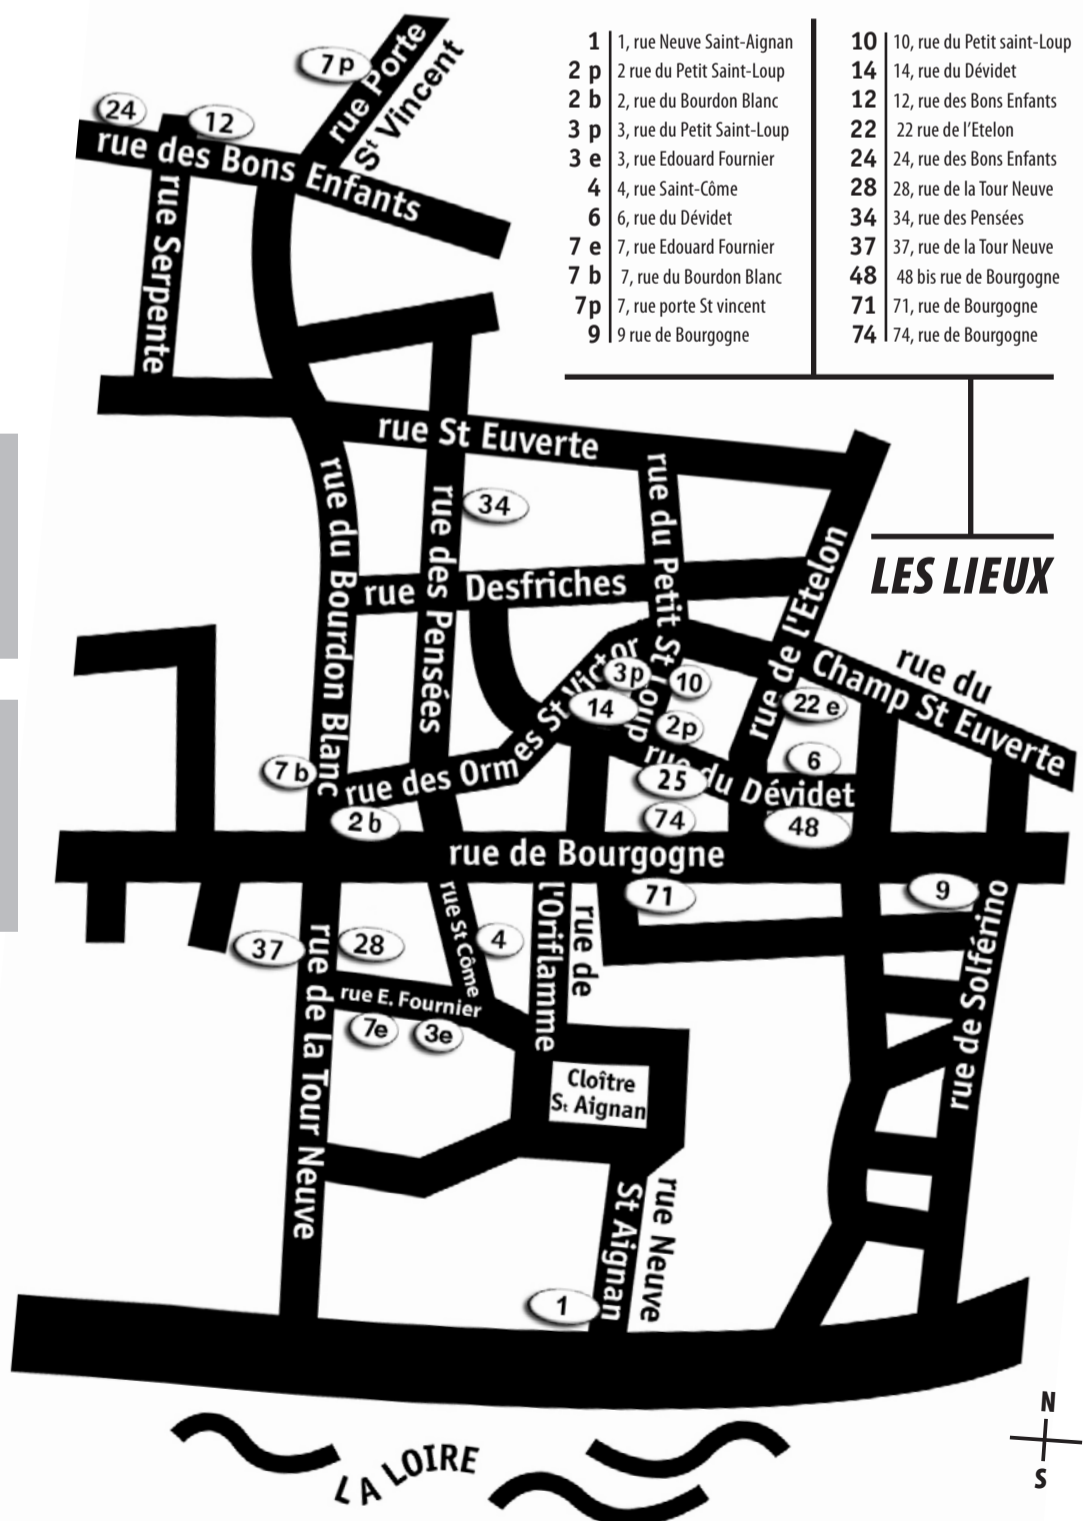 1 1, rue Neuve Saint-Aignan
2 p 2 rue du Petit Saint-Loup
2 b 2, rue du Bourdon Blanc
3 p 3, rue du Petit Saint-Loup
3 e 3, rue Edouard Fournier
4 4, rue Saint-Côme
6 6, rue du Dévidet
7 e 7, rue Edouard Fournier
7 b 7, rue du Bourdon Blanc
7p 7, rue porte St vincent
9 9 rue de Bourgogne
10 10, rue du Petit saint-Loup
14 14, rue du Dévidet
12 12, rue des Bons Enfants
22 22 rue de l'Etelon
24 24, rue des Bons Enfants
28 28, rue de la Tour Neuve
34 34, rue des Pensées
37 37, rue de la Tour Neuve
48 48 bis rue de Bourgogne
71 71, rue de Bourgogne
74 74, rue de Bourgogne
LES LIEUX
7 p
rue Porte
St Vincent
24
12
rue des Bons Enfants
rue Serpente
rue St Euverte
rue du Bourdon Blanc
rue des Pensées
34
rue du Petit St Loup
rue Desfriches
rue de l'Etelon
rue du
Champ St Euverte
3p
10
14
2p
22 e
6
7 b
rue des Ormes St Victor
25
rue du Dévidet
2 b
74
48
rue de Bourgogne
71
9
37
28
rue St Côme
4
rue de
l'Oriflamme
rue de Solférino
rue E. Fournier
7e
3e
rue de la Tour Neuve
Cloître
St Aignan
rue Neuve
St Aignan
1
LA LOIRE
N
S